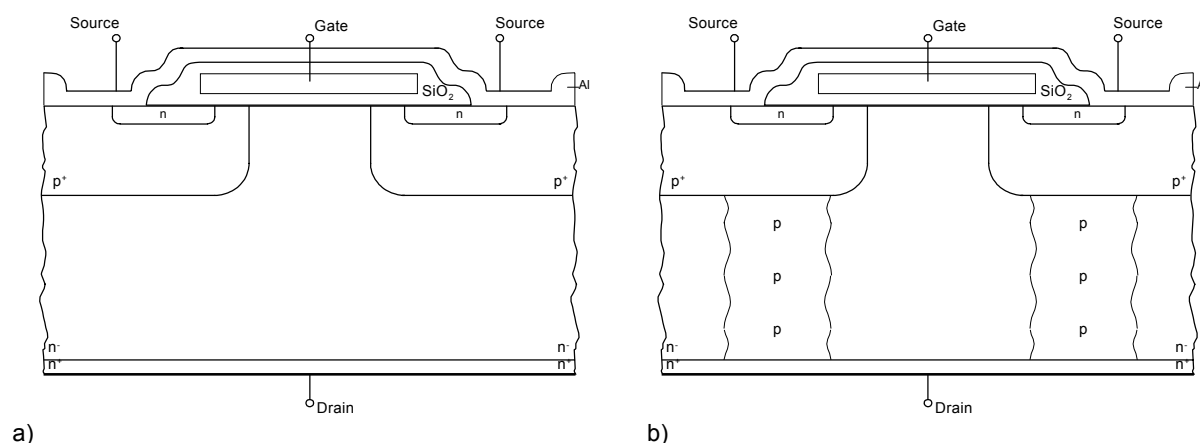 Source
Gate
Source
Al
SiO₂
n
n
p⁺
p⁺
n⁻
n⁻
n⁺
n⁺
Drain
a)
Source
Gate
Source
A
SiO₂
n
n
p⁺
p⁺
p
p
p
p
p
p
n⁻
n⁻
n⁺
n⁺
Drain
b)